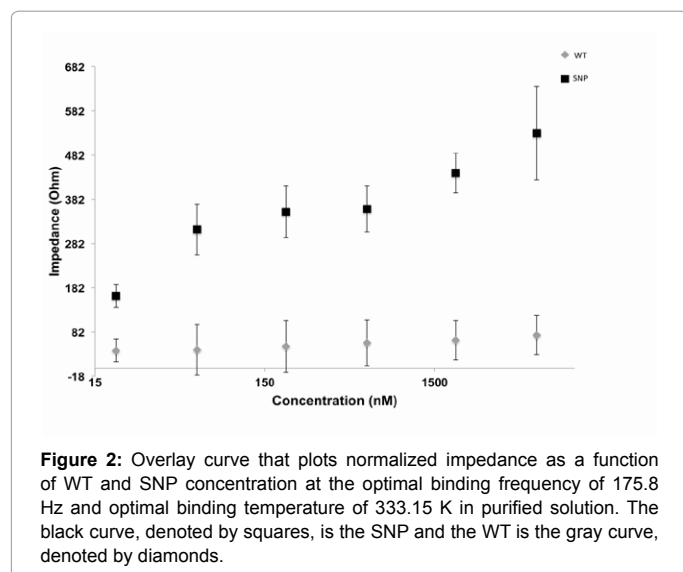 WT
SNP
682
582
482
382
282
182
82
-18
Impedance (Ohm)
15
150
1500
Concentration (nM)
Figure 2: Overlay curve that plots normalized impedance as a function
of WT and SNP concentration at the optimal binding frequency of 175.8
Hz and optimal binding temperature of 333.15 K in purified solution. The
black curve, denoted by squares, is the SNP and the WT is the gray curve,
denoted by diamonds.